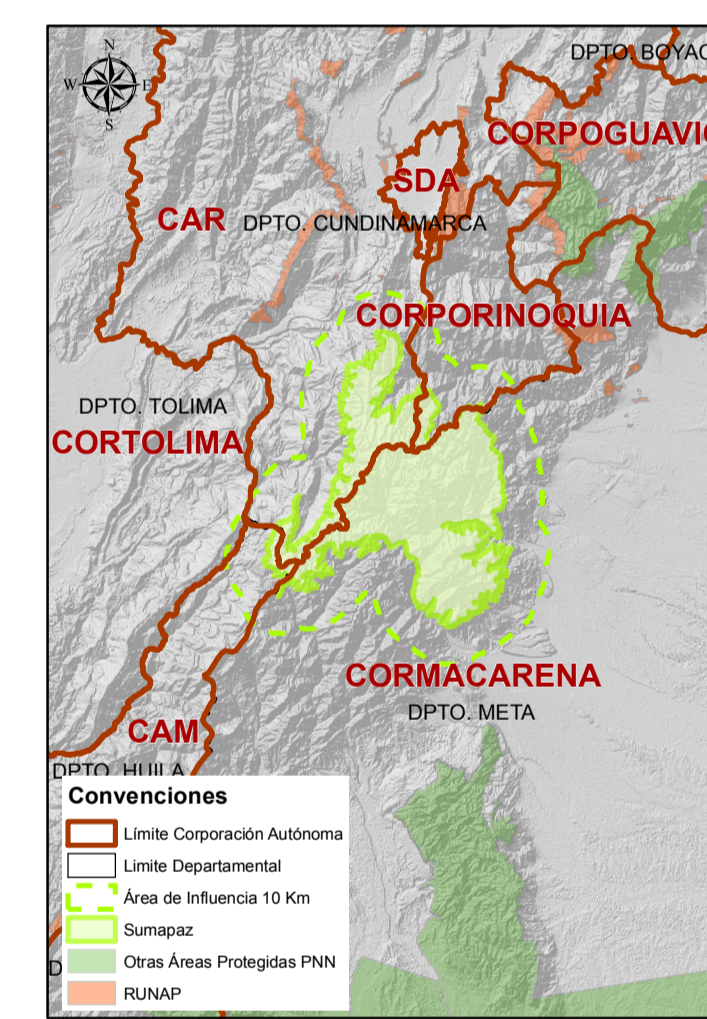 N
W E
S
DPTO. BOYAC
CORPOGUAVIO
SDA
CAR
DPTO. CUNDINAMARCA
CORPORINOQUIA
DPTO. TOLIMA
CORTOLIMA
CORMACARENA
DPTO. META
CAM
DPTO. HUILA
Convenciones
Límite Corporación Autónoma
Limite Departamental
Área de Influencia 10 Km
Sumapaz
D
Otras Áreas Protegidas PNN
RUNAP